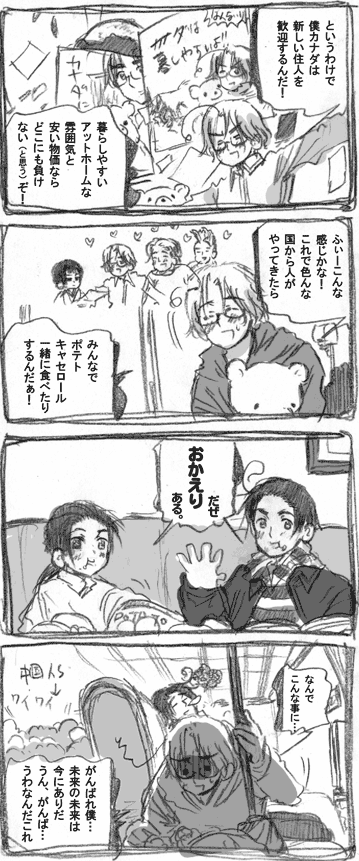 というわけで
僕カナダは
新しい住人を
歓迎するんだ!
カナダは
暮しやすいよ!!
暮らしやすい
アットホームな
雰囲気と
安い物価なら
どこにも負け
ない(と思う)ぞ!
ふぃーこんな
感じかな!
これで色んな
国から人が
やってきたら
みんなで
ポテト
キャセロール
一緒に食べたり
するんだぁ!
だぜ
おかえり
ある。
POTATO
なんで
こんな事に…
中国人s
↓
ワイワイ
がんばれ僕…
未来の未来は
今にありだ
うん、がんば…
うわなんだこれ